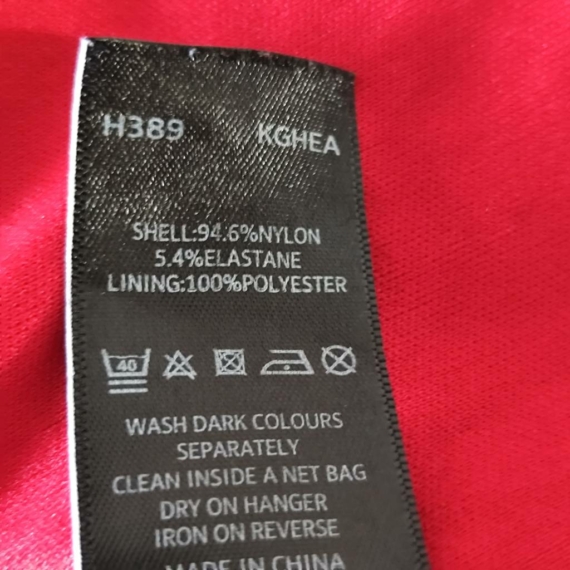 H389 KGHEA
SHELL:94.6%NYLON
5.4%ELASTANE
LINING:100%POLYESTER
40
WASH DARK COLOURS
SEPARATELY
CLEAN INSIDE A NET BAG
DRY ON HANGER
IRON ON REVERSE
MADE IN CHINA